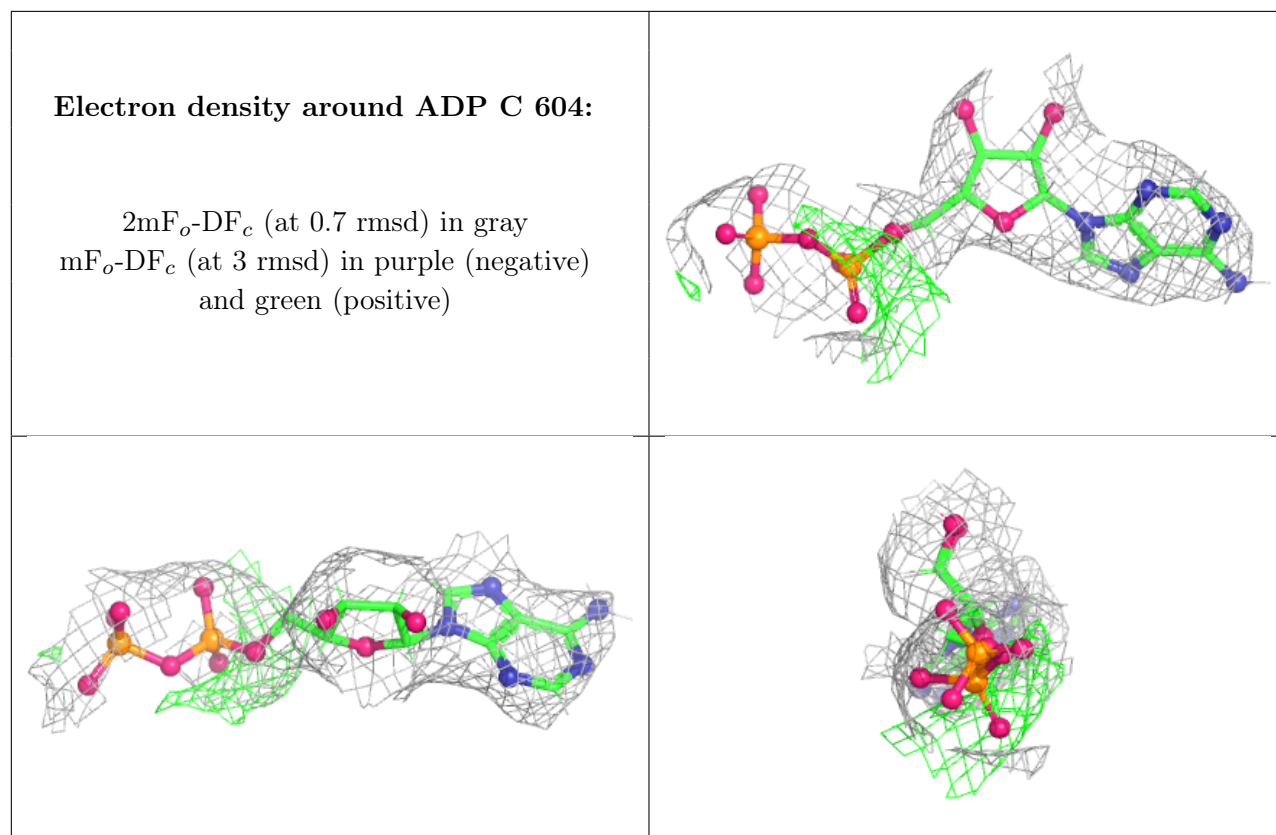 Electron density around ADP C 604:
2mFo-DFc (at 0.7 rmsd) in gray
mFo-DFc (at 3 rmsd) in purple (negative)
and green (positive)